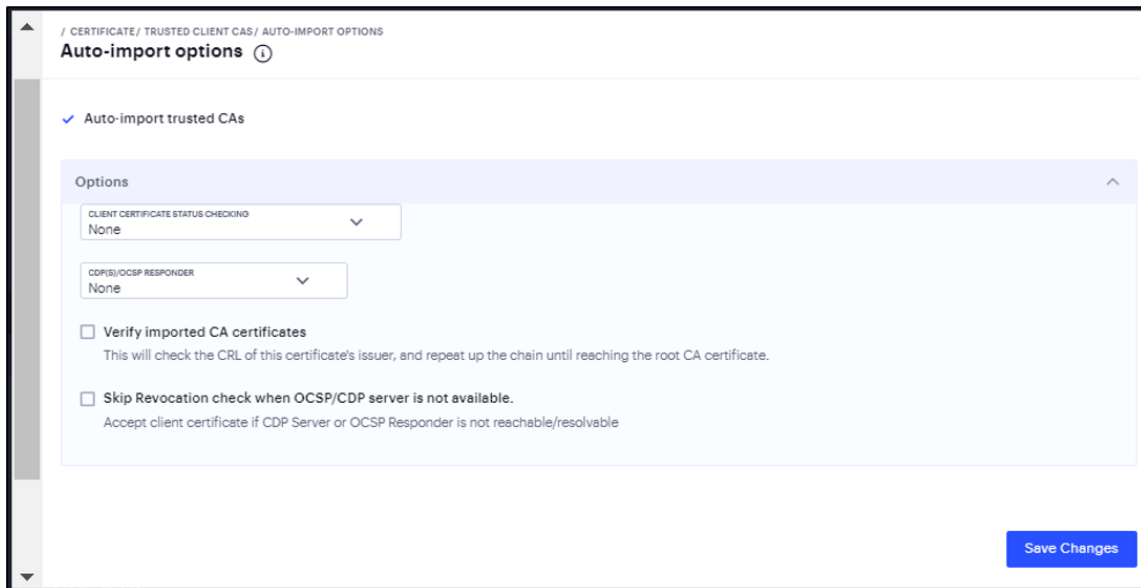 / CERTIFICATE/ TRUSTED CLIENT CAS/ AUTO-IMPORT OPTIONS
Auto-import options
Auto-import trusted CAs
Options
CLIENT CERTIFICATE STATUS CHECKING
None
CDP(S)/OCSP RESPONDER
None
Verify imported CA certificates
This will check the CRL of this certificate's issuer, and repeat up the chain until reaching the root CA certificate.
Skip Revocation check when OCSP/CDP server is not available.
Accept client certificate if CDP Server or OCSP Responder is not reachable/resolvable
Save Changes